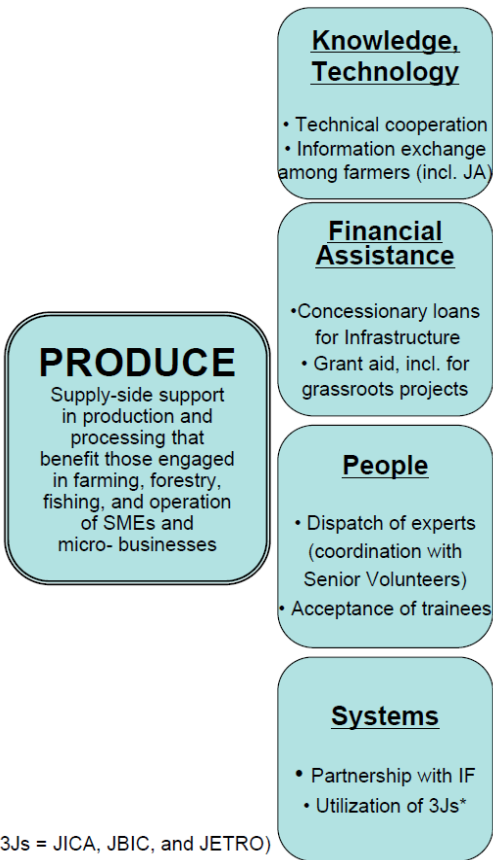 Knowledge,
Technology
• Technical cooperation
• Information exchange
among farmers (incl. JA)
Financial
Assistance
•Concessionary loans
for Infrastructure
• Grant aid, incl. for
grassroots projects
PRODUCE
Supply-side support
in production and
processing that
benefit those engaged
in farming, forestry,
fishing, and operation
of SMEs and
micro- businesses
People
• Dispatch of experts
(coordination with
Senior Volunteers)
• Acceptance of trainees
Systems
• Partnership with IF
• Utilization of 3Js*
3Js = JICA, JBIC, and JETRO)